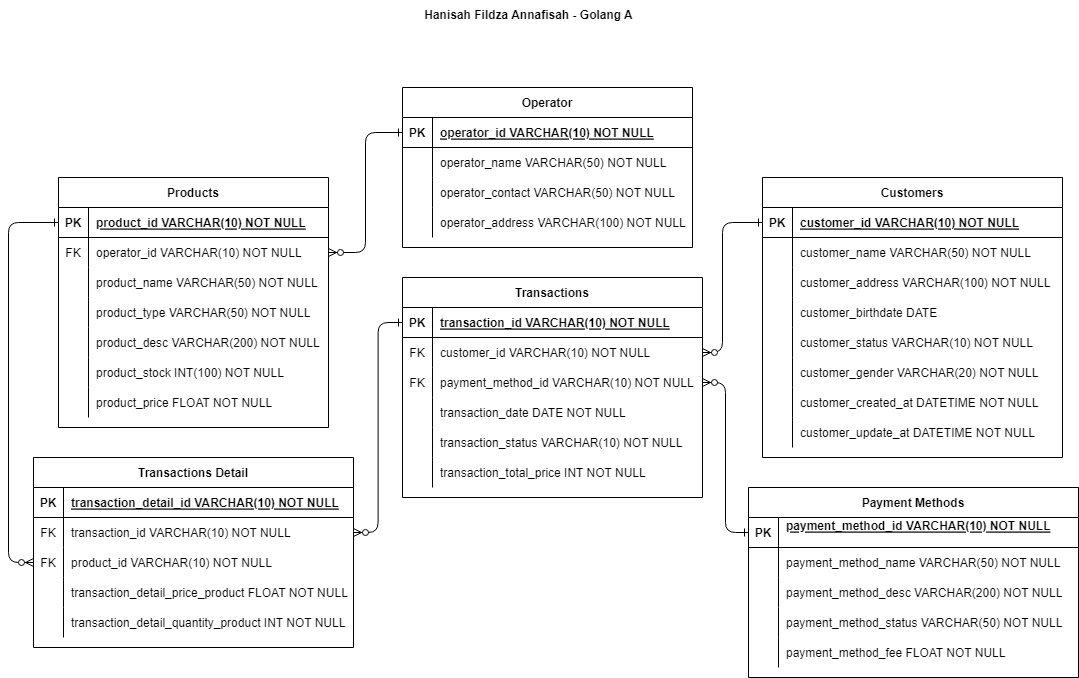 Hanisah Fildza Annafisah - Golang A
Operator
PK operator_id VARCHAR(10) NOT NULL
operator_name VARCHAR(50) NOT NULL
operator_contact VARCHAR(50) NOT NULL
operator_address VARCHAR(100) NOT NULL
Products
PK product_id VARCHAR(10) NOT NULL
FK operator_id VARCHAR(10) NOT NULL
product_name VARCHAR(50) NOT NULL
product_type VARCHAR(50) NOT NULL
product_desc VARCHAR(200) NOT NULL
product_stock INT(100) NOT NULL
product_price FLOAT NOT NULL
Customers
PK customer_id VARCHAR(10) NOT NULL
customer_name VARCHAR(50) NOT NULL
customer_address VARCHAR(100) NOT NULL
customer_birthdate DATE
customer_status VARCHAR(10) NOT NULL
customer_gender VARCHAR(20) NOT NULL
customer_created_at DATETIME NOT NULL
customer_update_at DATETIME NOT NULL
Transactions
PK transaction_id VARCHAR(10) NOT NULL
FK customer_id VARCHAR(10) NOT NULL
FK payment_method_id VARCHAR(10) NOT NULL
transaction_date DATE NOT NULL
transaction_status VARCHAR(10) NOT NULL
transaction_total_price INT NOT NULL
Transactions Detail
PK transaction_detail_id VARCHAR(10) NOT NULL
FK transaction_id VARCHAR(10) NOT NULL
FK product_id VARCHAR(10) NOT NULL
transaction_detail_price_product FLOAT NOT NULL
transaction_detail_quantity_product INT NOT NULL
Payment Methods
PK payment_method_id VARCHAR(10) NOT NULL
payment_method_name VARCHAR(50) NOT NULL
payment_method_desc VARCHAR(200) NOT NULL
payment_method_status VARCHAR(50) NOT NULL
payment_method_fee FLOAT NOT NULL